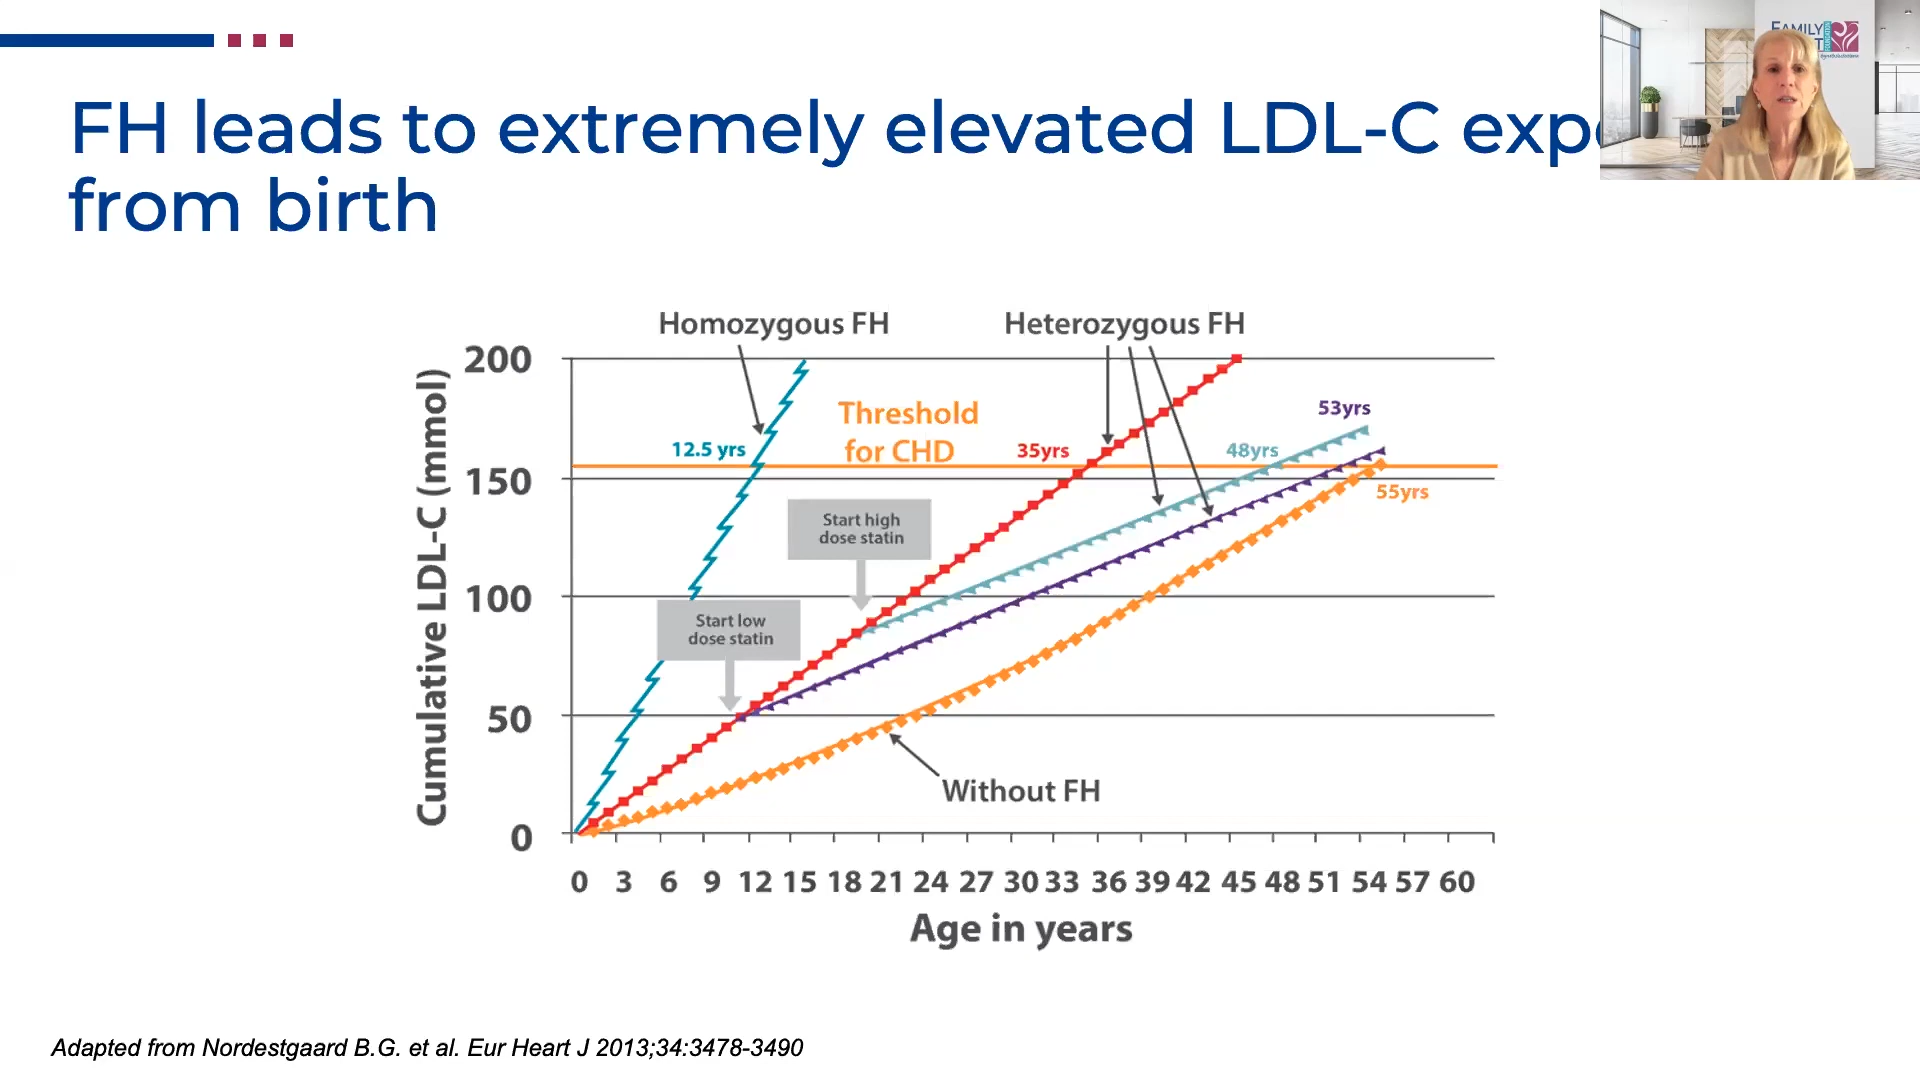 FAMILY
FH leads to extremely elevated LDL-C
from birth
Homozygous FH
Heterozygous FH
200
150
100
50
0
Cumulative LDL-C (mmol)
Threshold
for CHD
12.5 yrs
35yrs
48yrs
53yrs
55yrs
Start high
dose statin
Start low
dose statin
Without FH
0 3 6 9 12 15 18 21 24 27 30 33 36 39 42 45 48 51 54 57 60
Age in years
Adapted from Nordestgaard B.G. et al. Eur Heart J 2013;34:3478-3490